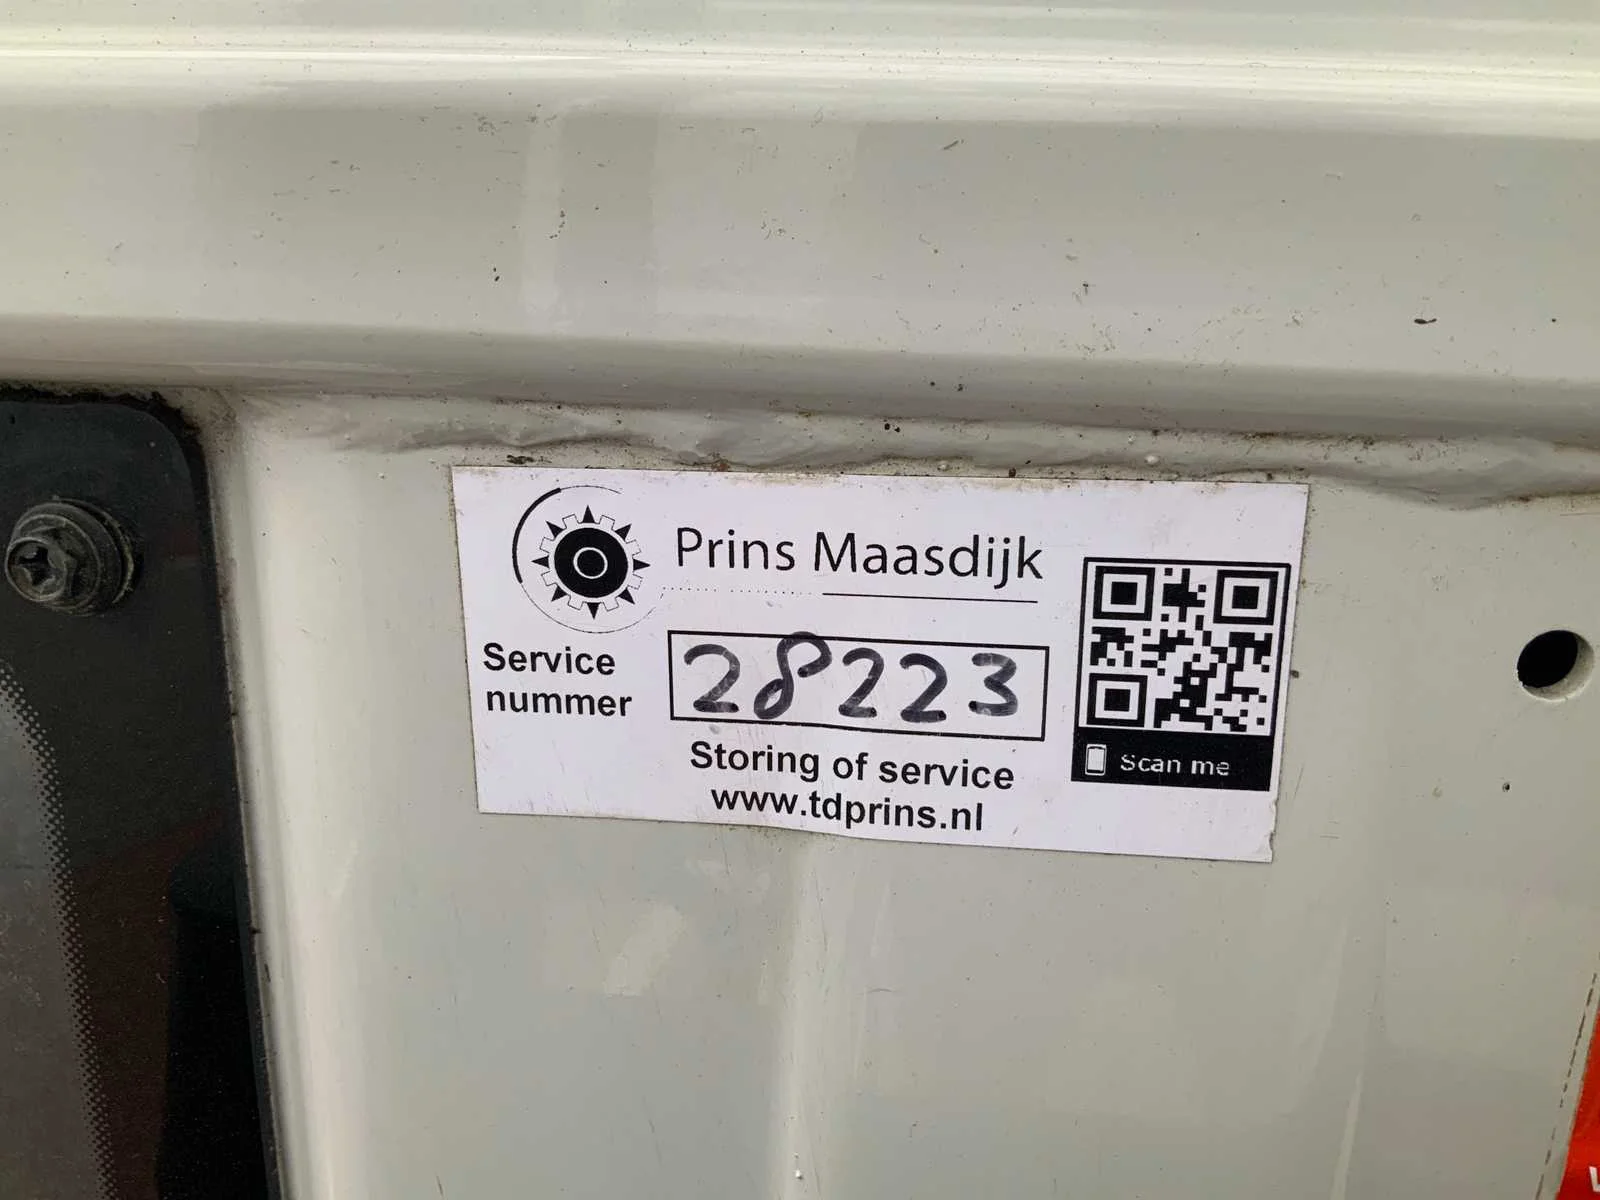 Prins Maasdijk
Service
nummer
28223
Storing of service
www.tdprins.nl
Scan me